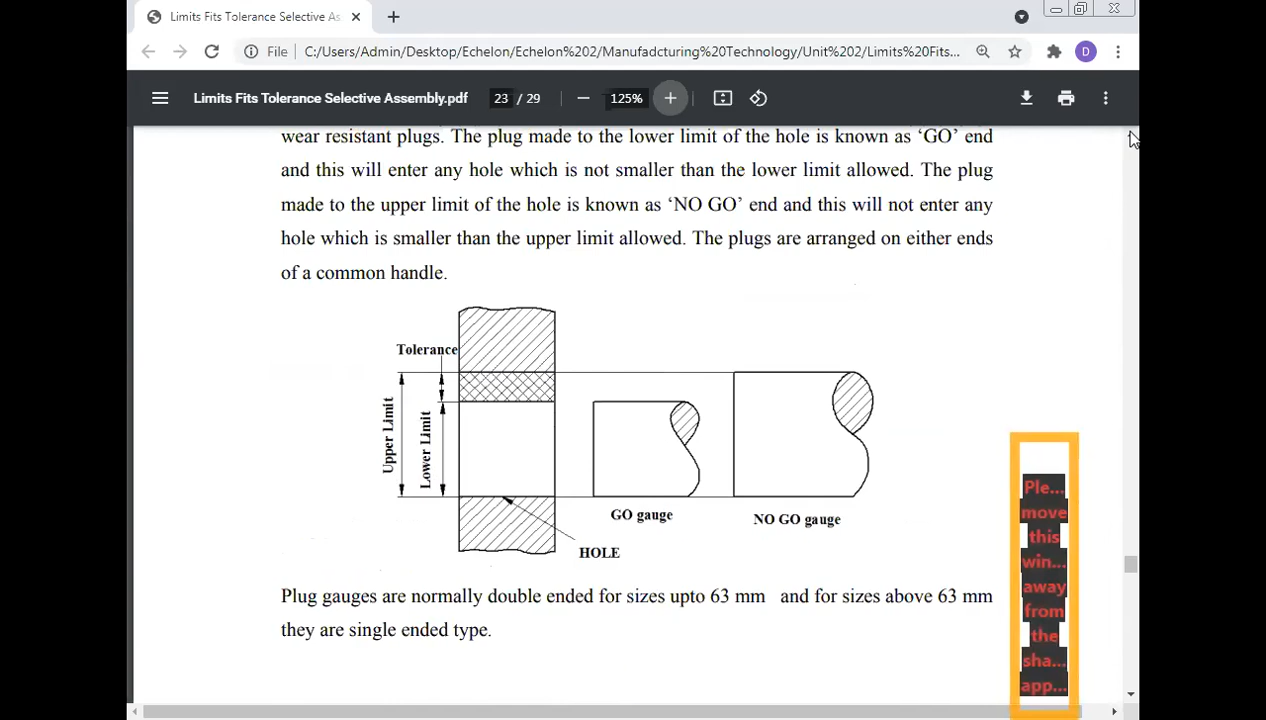 Limits Fits Tolerance Selective As
File
C:/Users/Admin/Desktop/Echelon/Echelon%202/Manufadcturing%20Technology/Unit%202/Limits%20Fits...
D
Limits Fits Tolerance Selective Assembly.pdf
23 / 29
125%
wear resistant plugs. The plug made to the lower limit of the hole is known as ‘GO’ end
and this will enter any hole which is not smaller than the lower limit allowed. The plug
made to the upper limit of the hole is known as ‘NO GO’ end and this will not enter any
hole which is smaller than the upper limit allowed. The plugs are arranged on either ends
of a common handle.
Tolerance
Upper Limit
Lower Limit
GO gauge
NO GO gauge
HOLE
Plug gauges are normally double ended for sizes upto 63 mm and for sizes above 63 mm
they are single ended type.
Ple...
move
this
win...
away
from
the
sha...
app...